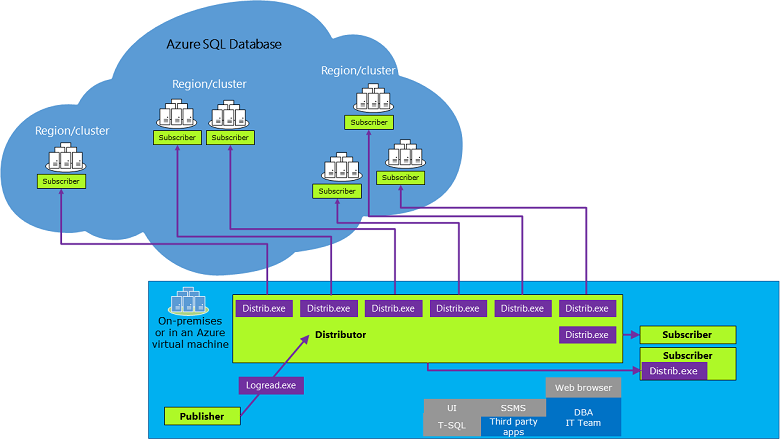 Azure SQL Database
Region/cluster
Region/cluster
Region/cluster
Subscriber
Subscriber
Subscriber
Subscriber
Subscriber
Subscriber
On-premises
or in an Azure
virtual machine
Distrib.exe
Distrib.exe
Distrib.exe
Distrib.exe
Distrib.exe
Distrib.exe
Distributor
Distrib.exe
Subscriber
Subscriber
Distrib.exe
Logread.exe
Publisher
Web browser
UI
SSMS
DBA
IT Team
T-SQL
Third party
apps